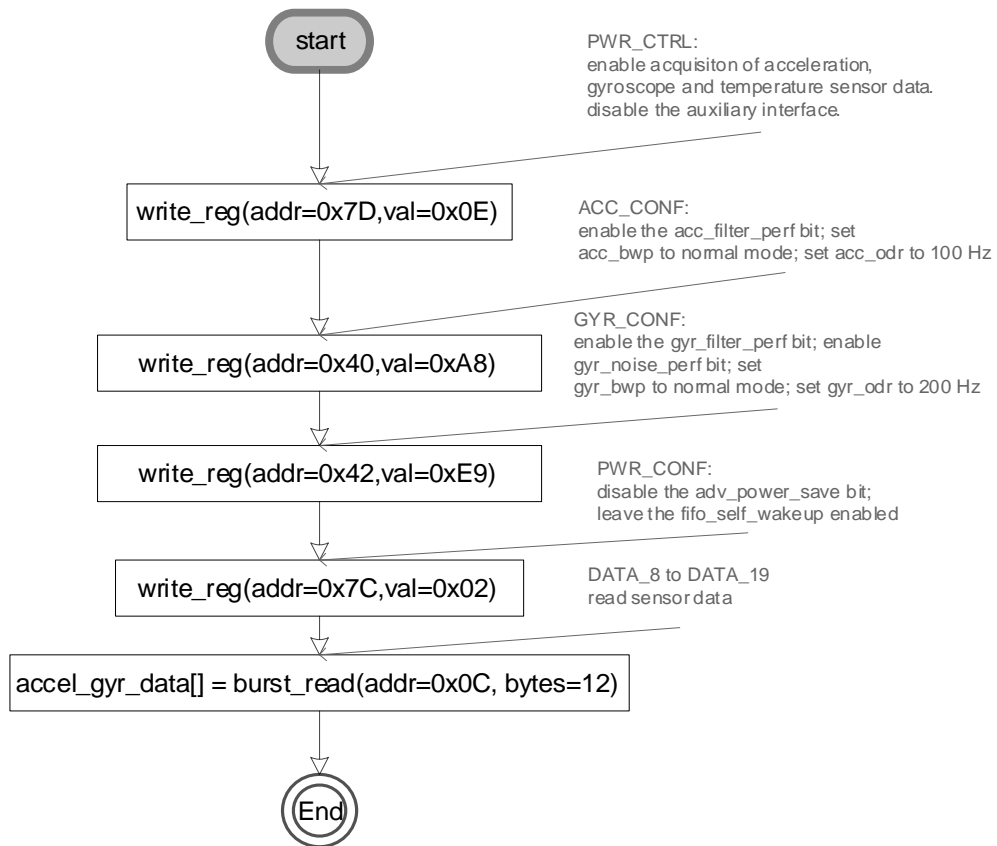 start
PWR_CTRL:
enable acquisiton of acceleration,
gyroscope and temperature sensor data.
disable the auxiliary interface.
write_reg(addr=0x7D,val=0x0E)
ACC_CONF:
enable the acc_filter_perf bit; set
acc_bwp to normal mode; set acc_odr to 100 Hz
write_reg(addr=0x40,val=0xA8)
GYR_CONF:
enable the gyr_filter_perf bit; enable
gyr_noise_perf bit; set
gyr_bwp to normal mode; set gyr_odr to 200 Hz
write_reg(addr=0x42,val=0xE9)
PWR_CONF:
disable the adv_power_save bit;
leave the fifo_self_wakeup enabled
write_reg(addr=0x7C,val=0x02)
DATA_8 to DATA_19
read sensor data
accel_gyr_data[] = burst_read(addr=0x0C, bytes=12)
End